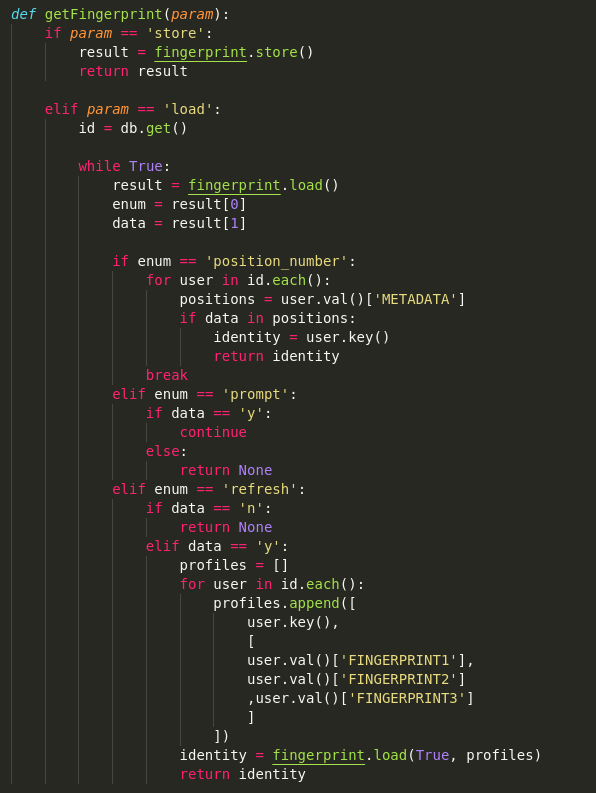 def getFingerprint(param):
    if param == 'store':
        result = fingerprint.store()
        return result

    elif param == 'load':
        id = db.get()

        while True:
            result = fingerprint.load()
            enum = result[0]
            data = result[1]

            if enum == 'position_number':
                for user in id.each():
                    positions = user.val()['METADATA']
                    if data in positions:
                        identity = user.key()
                        return identity
                break
            elif enum == 'prompt':
                if data == 'y':
                    continue
                else:
                    return None
            elif enum == 'refresh':
                if data == 'n':
                    return None
                elif data == 'y':
                    profiles = []
                    for user in id.each():
                        profiles.append([
                            user.key(),
                            [
                            user.val()['FINGERPRINT1'],
                            user.val()['FINGERPRINT2']
                            ,user.val()['FINGERPRINT3']
                            ]
                        ])
                    identity = fingerprint.load(True, profiles)
                    return identity